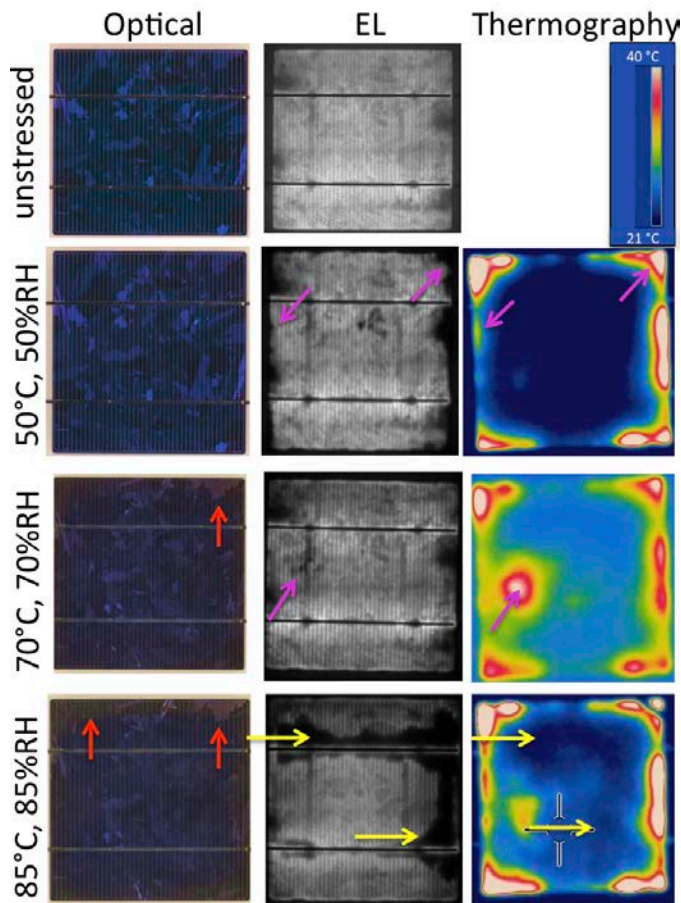 Optical
EL
Thermography
40 °C
21 °C
unstressed
50°C, 50%RH
70°C, 70%RH
85°C, 85%RH